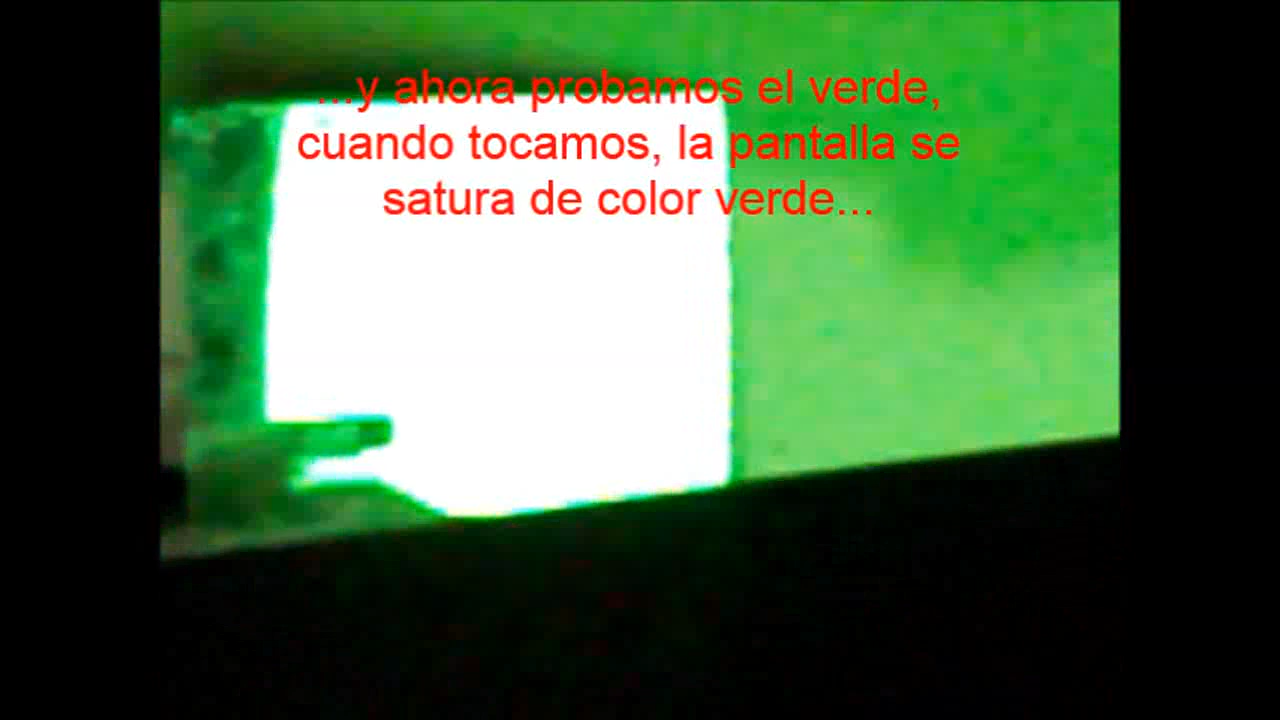 ...y ahora probamos el verde,
cuando tocamos, la pantalla se
satura de color verde...